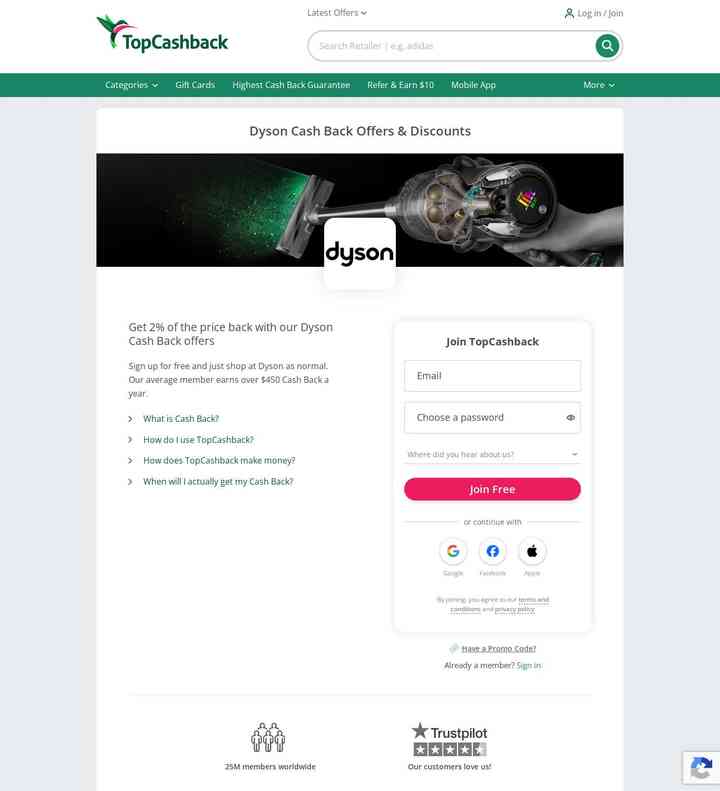 TopCashback
Latest Offers
Log in / Join
Search Retailer | e.g. adidas
Categories
Gift Cards
Highest Cash Back Guarantee
Refer & Earn $10
Mobile App
More
Dyson Cash Back Offers & Discounts
dyson
Get 2% of the price back with our Dyson
Cash Back offers
Sign up for free and just shop at Dyson as normal.
Our average member earns over $450 Cash Back a
year.
What is Cash Back?
How do I use TopCashback?
How does TopCashback make money?
When will I actually get my Cash Back?
Join TopCashback
Email
Choose a password
Where did you hear about us?
Join Free
or continue with
Google
Facebook
Apple
By joining, you agree to our terms and
conditions and privacy policy
Have a Promo Code?
Already a member? Sign In
25M members worldwide
Trustpilot
Our customers love us!